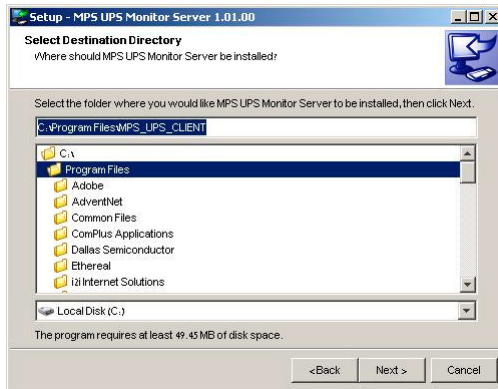 Setup - MPS UPS Monitor Server 1.01.00
Select Destination Directory
Where should MPS UPS Monitor Server be installed?
Select the folder where you would like MPS UPS Monitor Server to be installed, then click Next.
C:\Program Files\MPS_UPS_CLIENT
C:\
Program Files
Adobe
AdventNet
Common Files
ComPlus Applications
Dallas Semiconductor
Ethereal
i2i Internet Solutions
Local Disk (C:)
The program requires at least 49.45 MB of disk space.
<Back Next > Cancel